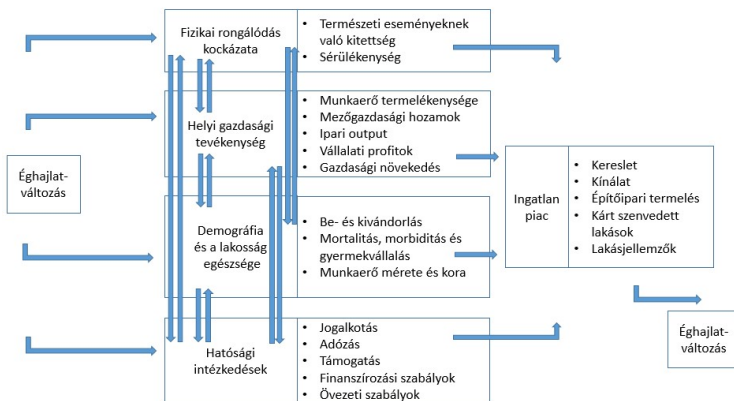 Éghajlat-
változás
Fizikai rongálódás
kockázata
• Természeti eseményeknek
való kitettség
• Sérülékenység
Helyi gazdasági
tevékenység
• Munkaerő termelékenysége
• Mezőgazdasági hozamok
• Ipari output
• Vállalati profitok
• Gazdasági növekedés
Demográfia
és a lakosság
egészsége
• Be- és kivándorlás
• Mortalitás, morbiditás és
gyermekvállalás
• Munkaerő mérete és kora
Hatósági
intézkedések
• Jogalkotás
• Adózás
• Támogatás
• Finanszírozási szabályok
• Övezeti szabályok
Ingatlan
piac
• Kereslet
• Kínálat
• Építőipari termelés
• Kárt szenvedett
lakások
• Lakásjellemzők
Éghajlat-
változás